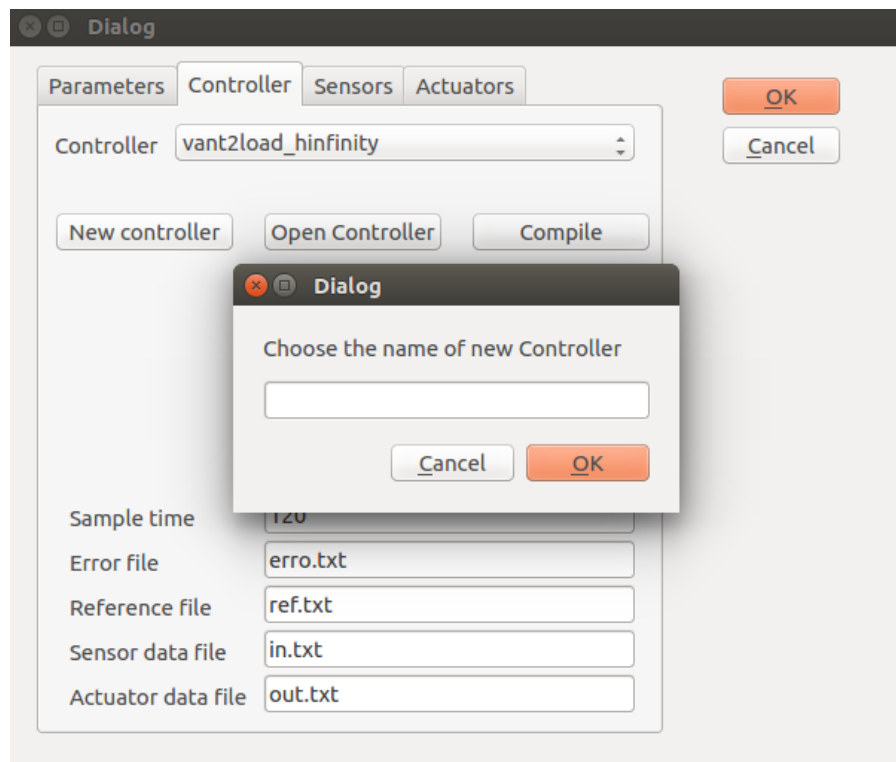 Dialog
Parameters Controller Sensors Actuators
OK
Controller vant2load_hinfinity
Cancel
New controller Open Controller Compile
Dialog
Choose the name of new Controller
Cancel OK
Sample time 120
Error file erro.txt
Reference file ref.txt
Sensor data file in.txt
Actuator data file out.txt